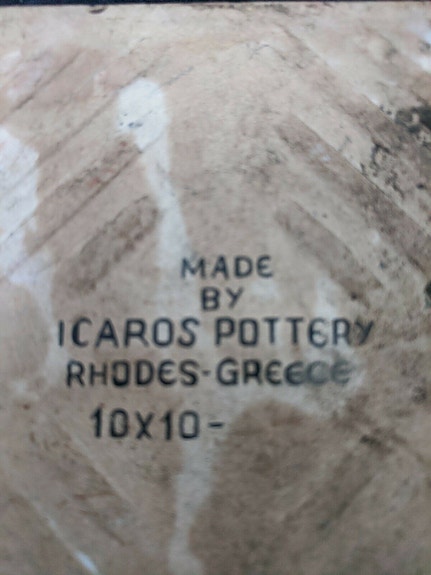 MADE
BY
ICAROS POTTERY
RHODES-GREECE
10X10-